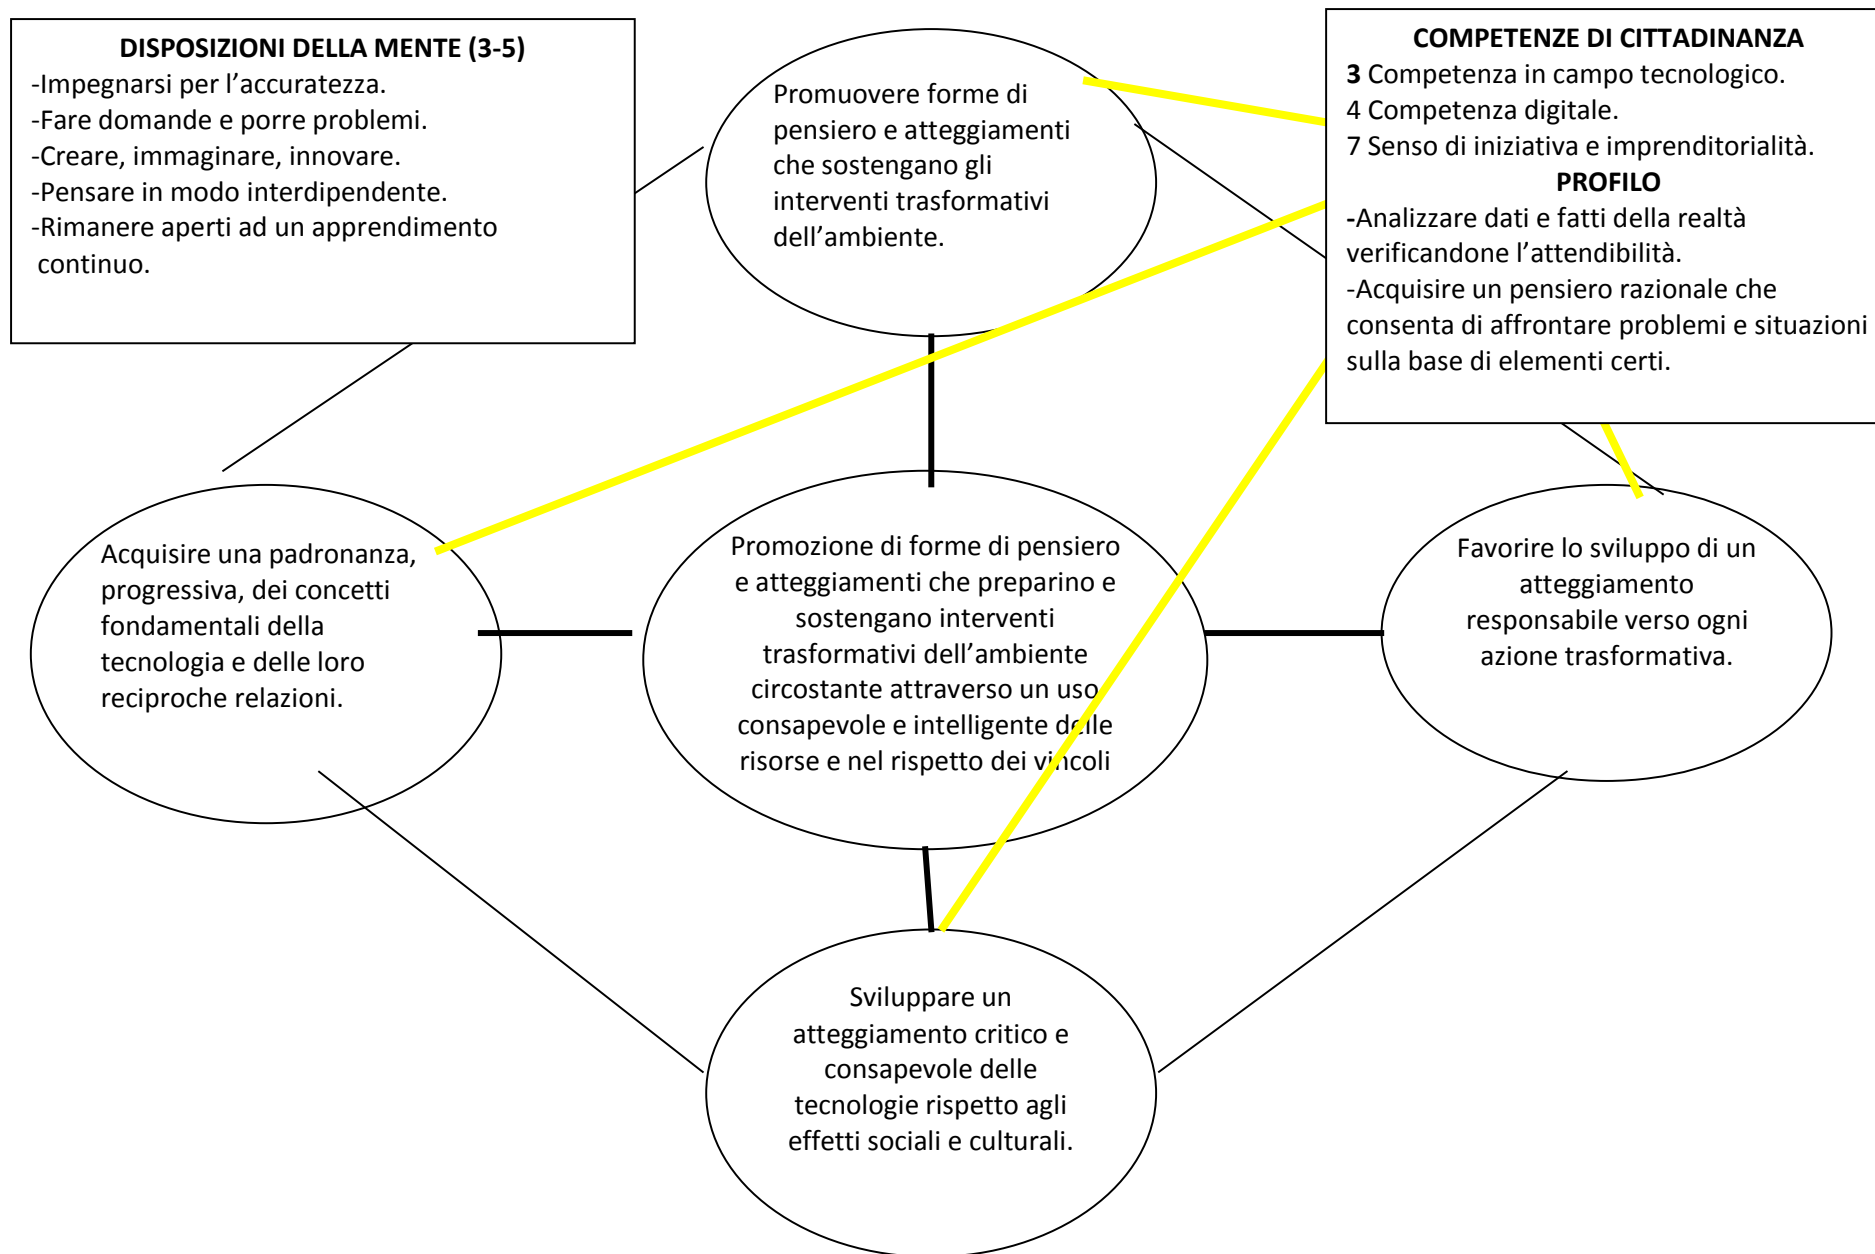 DISPOSIZIONI DELLA MENTE (3-5)
-Impegnarsi per l’accuratezza.
-Fare domande e porre problemi.
-Creare, immaginare, innovare.
-Pensare in modo interdipendente.
-Rimanere aperti ad un apprendimento
continuo.
Promuovere forme di
pensiero e atteggiamenti
che sostengano gli
interventi trasformativi
dell’ambiente.
COMPETENZE DI CITTADINANZA
3 Competenza in campo tecnologico.
4 Competenza digitale.
7 Senso di iniziativa e imprenditorialità.
PROFILO
-Analizzare dati e fatti della realtà
verificandone l’attendibilità.
-Acquisire un pensiero razionale che
consenta di affrontare problemi e situazioni
sulla base di elementi certi.
Acquisire una padronanza,
progressiva, dei concetti
fondamentali della
tecnologia e delle loro
reciproche relazioni.
Promozione di forme di pensiero
e atteggiamenti che preparino e
sostengano interventi
trasformativi dell’ambiente
circostante attraverso un uso
consapevole e intelligente delle
risorse e nel rispetto dei vincoli
Favorire lo sviluppo di un
atteggiamento
responsabile verso ogni
azione trasformativa.
Sviluppare un
atteggiamento critico e
consapevole delle
tecnologie rispetto agli
effetti sociali e culturali.